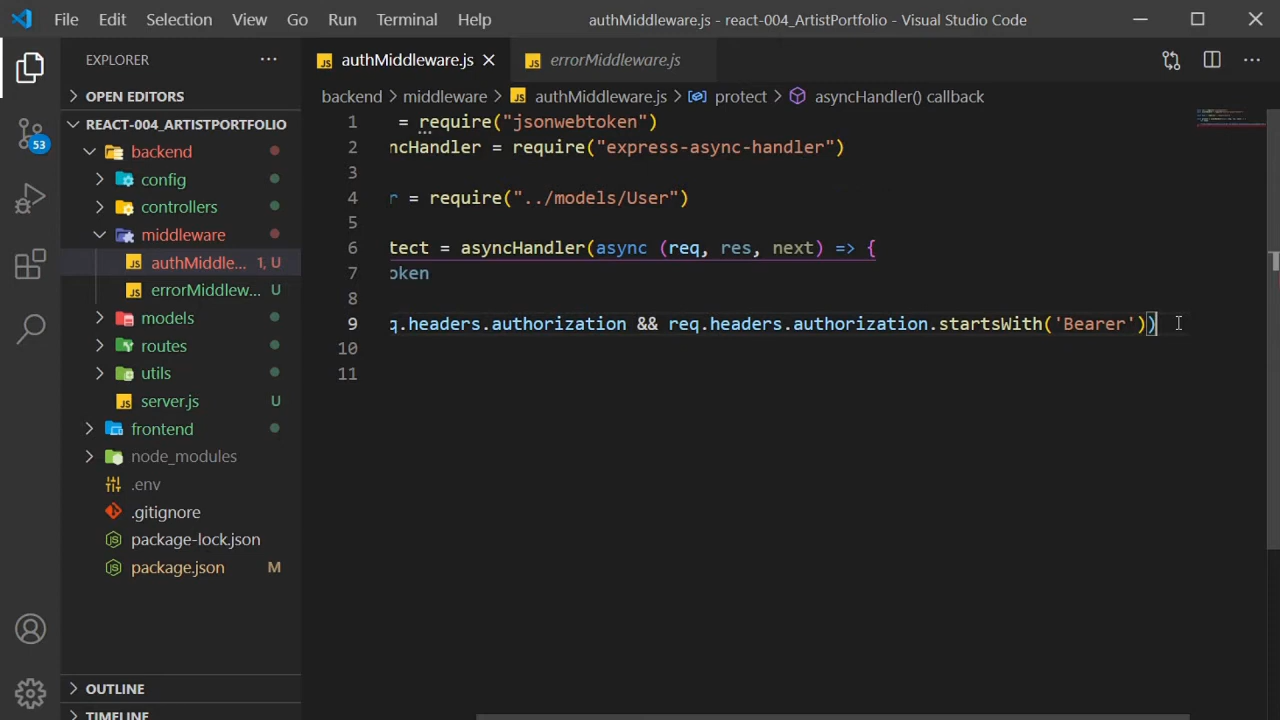 File Edit Selection View Go Run Terminal Help authMiddleware.js - react-004_ArtistPortfolio - Visual Studio Code
EXPLORER
authMiddleware.js
errorMiddleware.js
OPEN EDITORS
backend middleware authMiddleware.js protect asyncHandler() callback
REACT-004_ARTISTPORTFOLIO
backend
config
controllers
middleware
authMiddle... 1, U
errorMiddlew... U
models
routes
utils
server.js U
frontend
node_modules
.env
.gitignore
package-lock.json
package.json M
OUTLINE
TIMELINE
53
1 = require("jsonwebtoken")
2 ncHandler = require("express-async-handler")
3
4 r = require("../models/User")
5
6 tect = asyncHandler(async (req, res, next) => {
7 oken
8
9 q.headers.authorization && req.headers.authorization.startsWith('Bearer'))
10
11